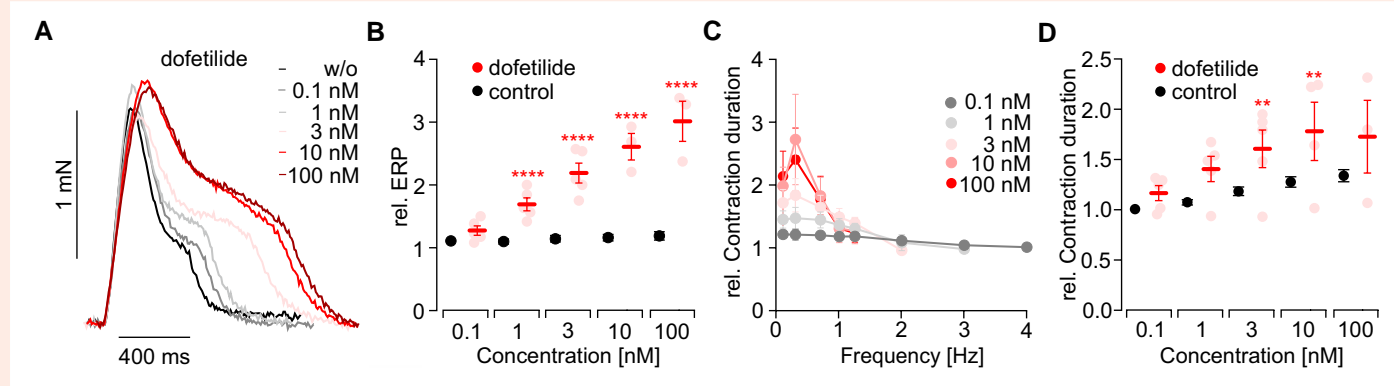 A
dofetilide
w/o
0.1 nM
1 nM
3 nM
10 nM
100 nM
1 mN
400 ms
B
dofetilide
control
rel. ERP
4
3
2
1
0
****
****
****
****
0.1 1 3 10 100
Concentration [nM]
C
rel. Contraction duration
4
3
2
1
0
0.1 nM
1 nM
3 nM
10 nM
100 nM
0 1 2 3 4
Frequency [Hz]
D
dofetilide
control
rel. Contraction duration
2.5
2.0
1.5
1.0
0.5
0.0
**
**
0.1 1 3 10 100
Concentration [nM]